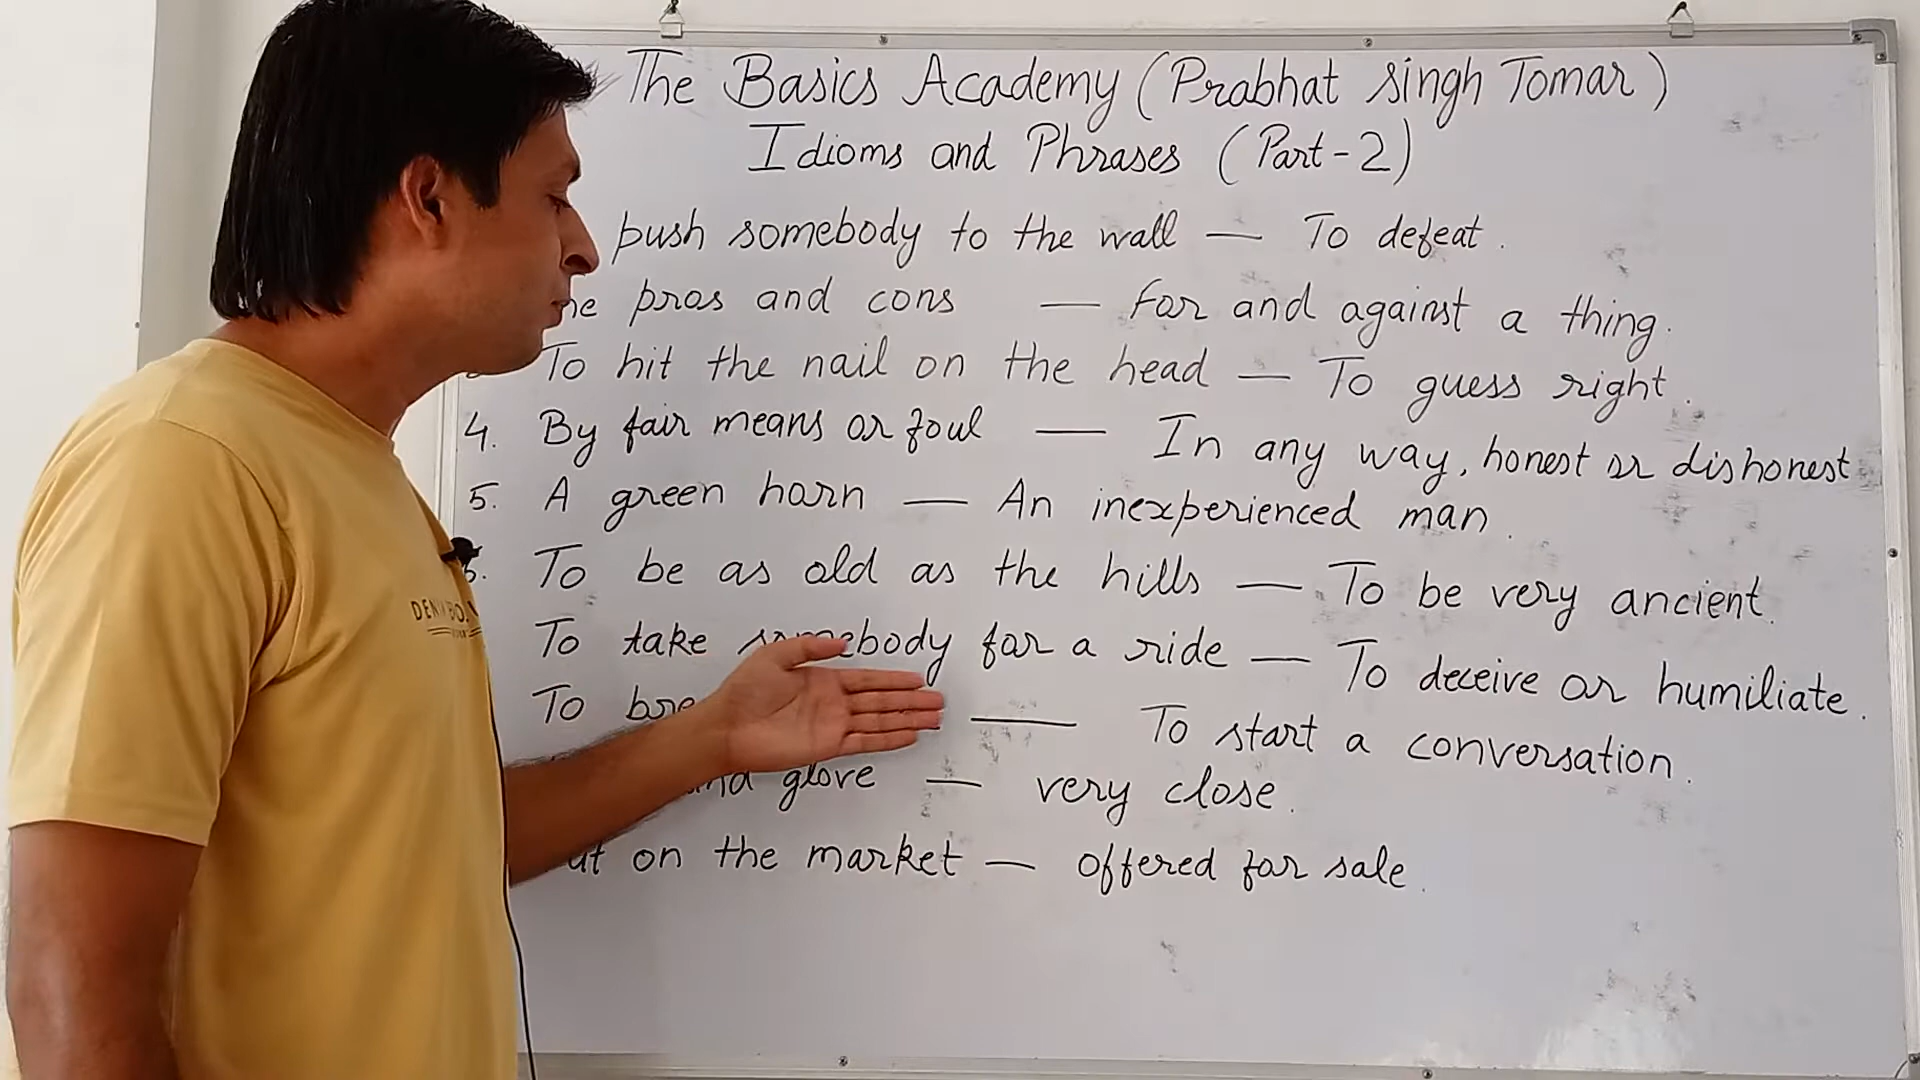 The Basics Academy (Prabhat Singh Tomar)
Idioms and Phrases (Part-2)
push somebody to the wall — To defeat.
pros and cons — For and against a thing.
To hit the nail on the head — To guess right.
4. By fair means or foul — In any way, honest or dishonest
5. A green horn — An inexperienced man.
6. To be as old as the hills — To be very ancient.
To take somebody for a ride — To deceive or humiliate.
To — To start a conversation.
glove — very close.
on the market — offered for sale.